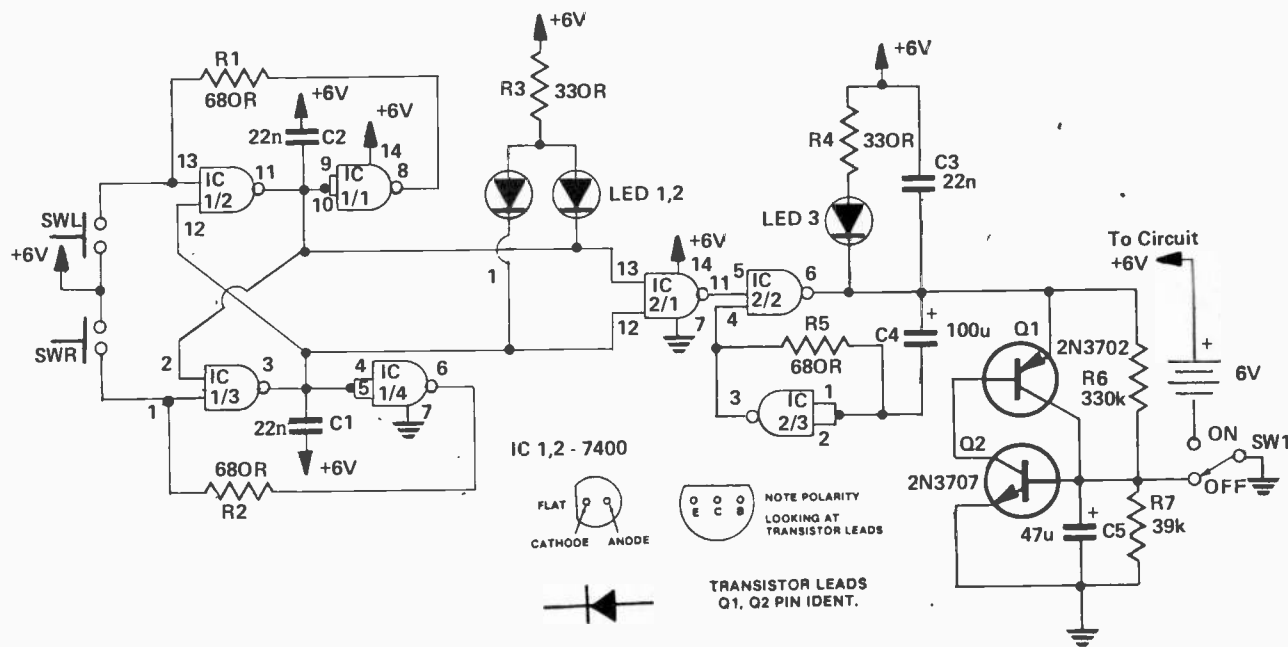 +6V
R1
680R
+6V
22n
C2
+6V
14
9
8
13
11
IC
1/2
IC
1/1
10
12
SWL
+6V
SWR
2
3
IC
1/3
1
4
5
6
IC
1/4
7
22n
C1
+6V
680R
R2
R3
330R
LED 1,2
1
+6V
14
13
11
IC
2/1
12
7
5
6
IC
2/2
4
+6V
R4
330R
C3
22n
LED 3
R5
680R
3
1
IC
2/3
2
+
C4
100u
Q1
2N3702
R6
330k
Q2
2N3707
+
47u
C5
R7
39k
To Circuit
+6V
+
6V
ON
SW1
OFF
IC 1,2 - 7400
FLAT
CATHODE ANODE
E C B
NOTE POLARITY
LOOKING AT
TRANSISTOR LEADS
TRANSISTOR LEADS
Q1, Q2 PIN IDENT.